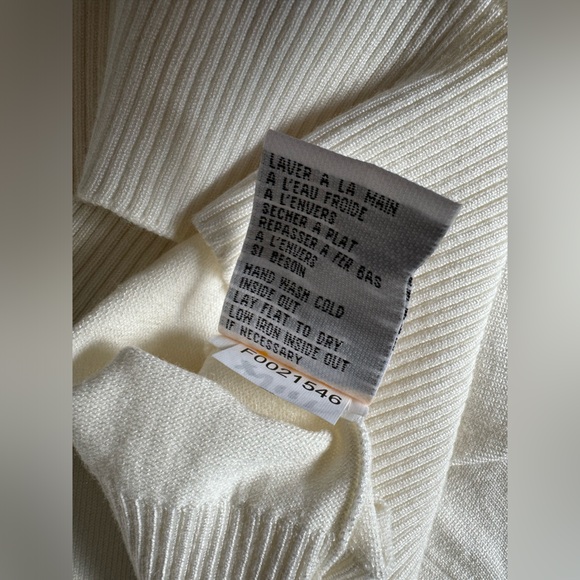 LAVER A LA MAIN
A L'EAU FROIDE
A L'ENVERS
SECHER A PLAT
REPASSER A FER BAS
A L'ENVERS
SI BESOIN
HAND WASH COLD
INSIDE OUT
LAY FLAT TO DRY
LOW IRON INSIDE OUT
IF NECESSARY
F0021546